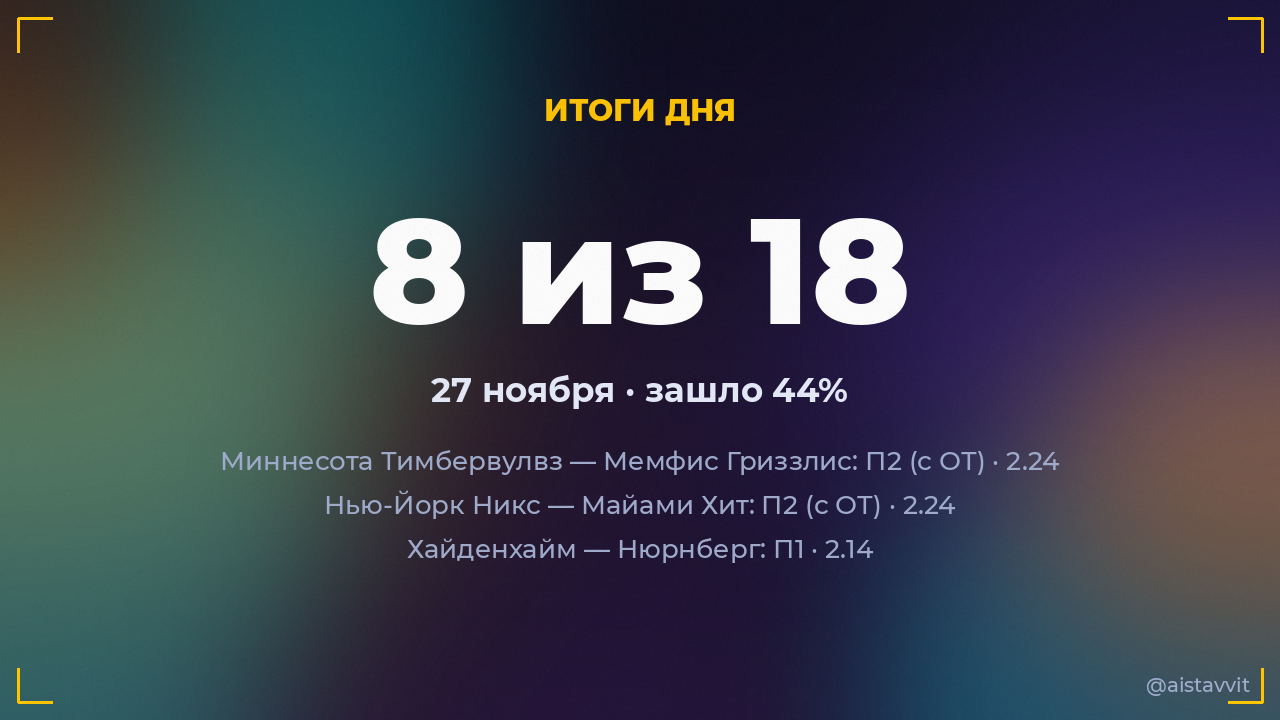 ИТОГИ ДНЯ
8 из 18
27 ноября · зашло 44%
Миннесота Тимбервулвз — Мемфис Гриззлис: П2 (с ОТ) · 2.24
Нью-Йорк Никс — Майами Хит: П2 (с ОТ) · 2.24
Хайденхайм — Нюрнберг: П1 · 2.14
@aistavvit